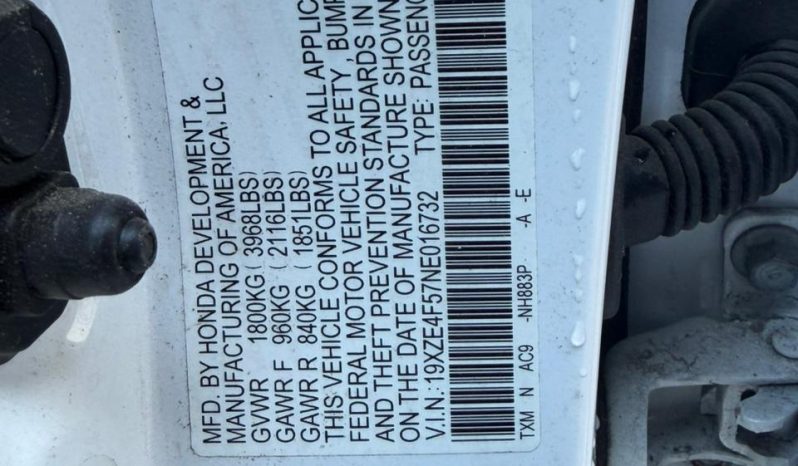 MFD. BY HONDA DEVELOPMENT &
MANUFACTURING OF AMERICA, LLC
GVWR 1800KG ( 3968LBS)
GAWR F 960KG ( 2116LBS)
GAWR R 840KG ( 1851LBS)
THIS VEHICLE CONFORMS TO ALL APPLIC
FEDERAL MOTOR VEHICLE SAFETY, BUMP
AND THEFT PREVENTION STANDARDS IN
ON THE DATE OF MANUFACTURE SHOWN
V.I.N.: 19XZE4F57NE016732 TYPE: PASSENG
TXM N AC9 -NH883P -A -E